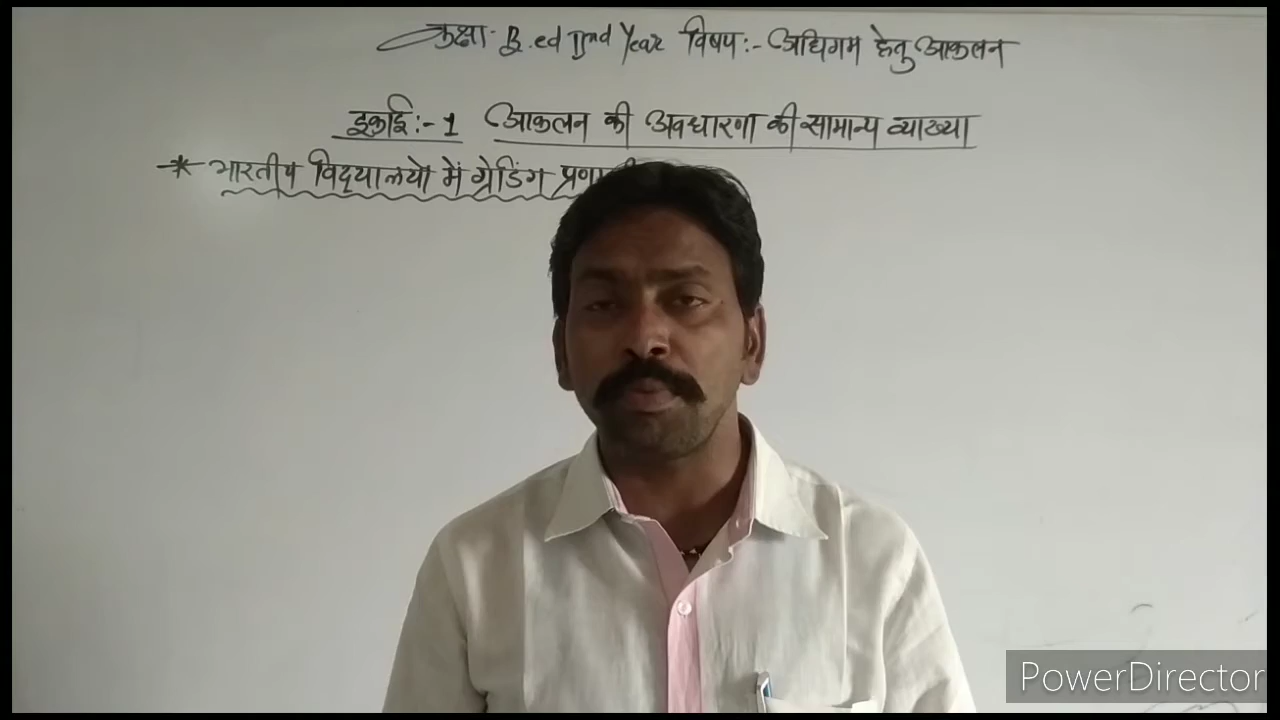 कक्षा- B.ed IInd Year विषय:- अधिगम हेतु आकलन
इकाई:- 1 आकलन की अवधारणा की सामान्य व्याख्या
* भारतीय विद्यालयो में ग्रेडिंग
PowerDirector